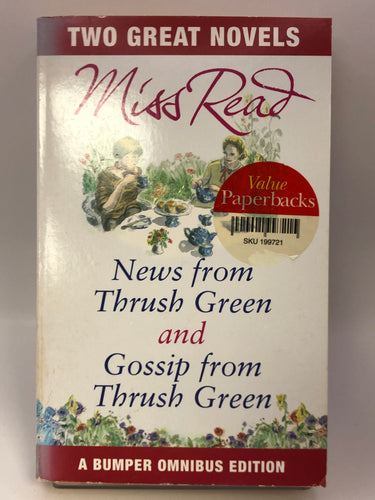 TWO GREAT NOVELS
Miss Read
Value
Paperbacks
SKU 199721
News from
Thrush Green
and
Gossip from
Thrush Green
A BUMPER OMNIBUS EDITION